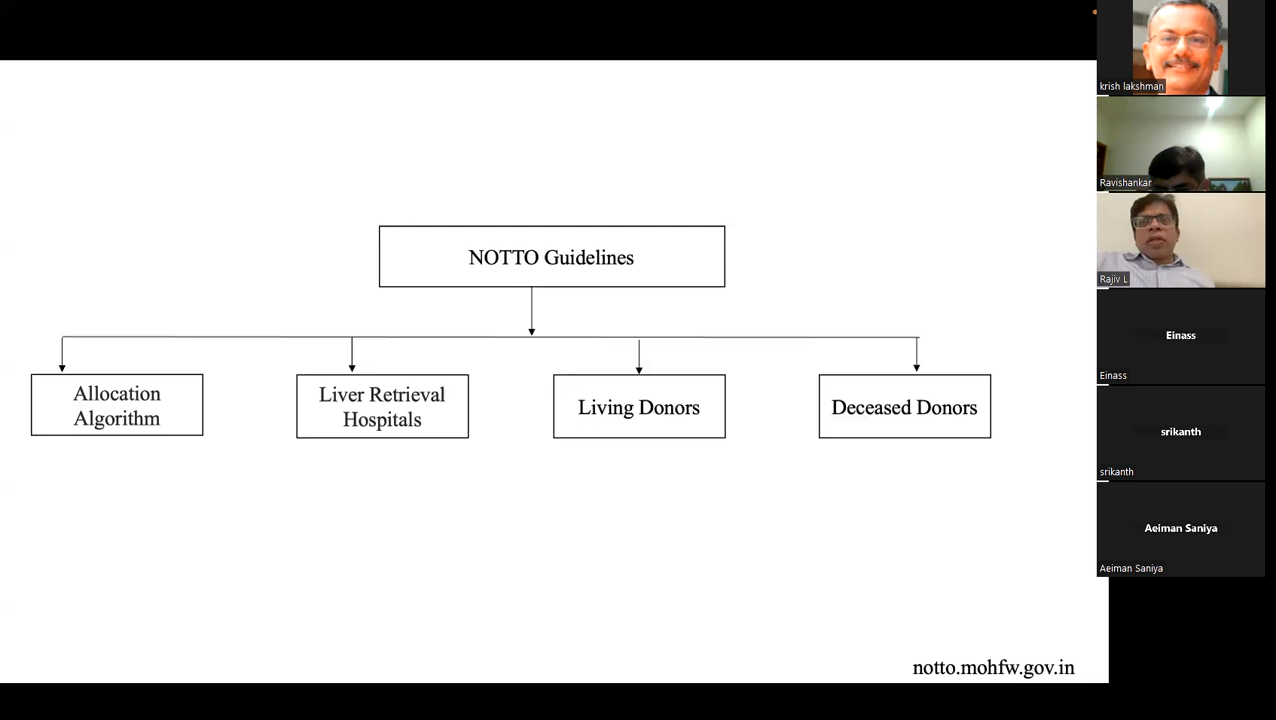 NOTTO Guidelines
Allocation
Algorithm
Liver Retrieval
Hospitals
Living Donors
Deceased Donors
notto.mohfw.gov.in
krish lakshman
Ravishankar
Rajiv L
Einass
Einass
srikanth
srikanth
Aeiman Saniya
Aeiman Saniya